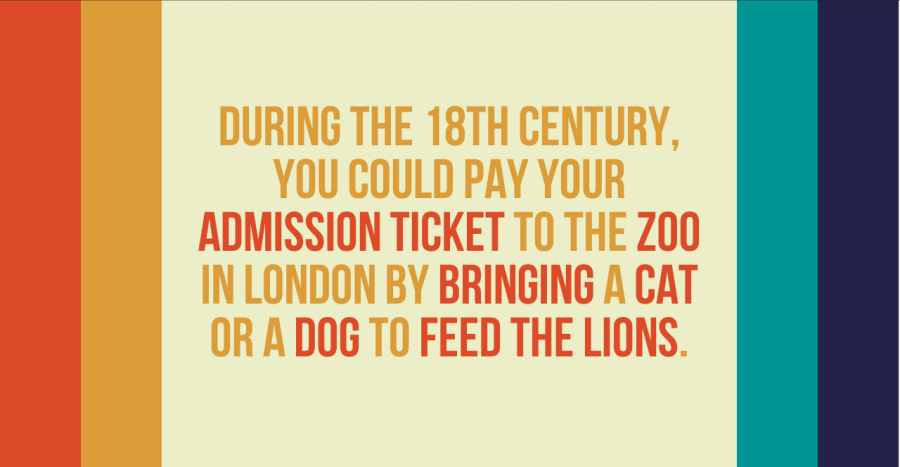 DURING THE 18TH CENTURY,
YOU COULD PAY YOUR
ADMISSION TICKET TO THE ZOO
IN LONDON BY BRINGING A CAT
OR A DOG TO FEED THE LIONS.